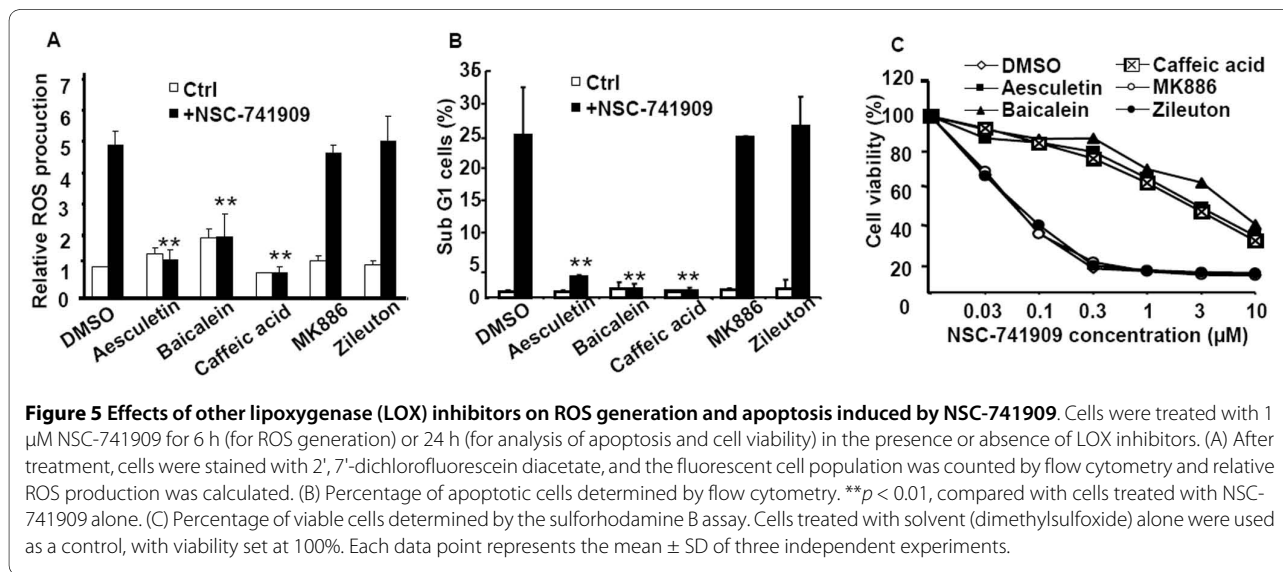 A
Relative ROS procuction
7
6
5
4
3
2
1
0
Ctrl
+NSC-741909
**
**
**
DMSO
Aesculetin
Baicalein
Caffeic acid
MK886
Zileuton
B
Sub G1 cells (%)
35
30
25
20
15
10
5
0
Ctrl
+NSC-741909
**
**
**
DMSO
Aesculetin
Baicalein
Caffeic acid
MK886
Zileuton
C
DMSO
Aesculetin
Baicalein
Caffeic acid
MK886
Zileuton
Cell viability (%)
120
100
80
60
40
20
0
0.03 0.1 0.3 1 3 10
NSC-741909 concentration (µM)
Figure 5 Effects of other lipoxygenase (LOX) inhibitors on ROS generation and apoptosis induced by NSC-741909. Cells were treated with 1
µM NSC-741909 for 6 h (for ROS generation) or 24 h (for analysis of apoptosis and cell viability) in the presence or absence of LOX inhibitors. (A) After
treatment, cells were stained with 2', 7'-dichlorofluorescein diacetate, and the fluorescent cell population was counted by flow cytometry and relative
ROS production was calculated. (B) Percentage of apoptotic cells determined by flow cytometry. **p < 0.01, compared with cells treated with NSC-
741909 alone. (C) Percentage of viable cells determined by the sulforhodamine B assay. Cells treated with solvent (dimethylsulfoxide) alone were used
as a control, with viability set at 100%. Each data point represents the mean ± SD of three independent experiments.